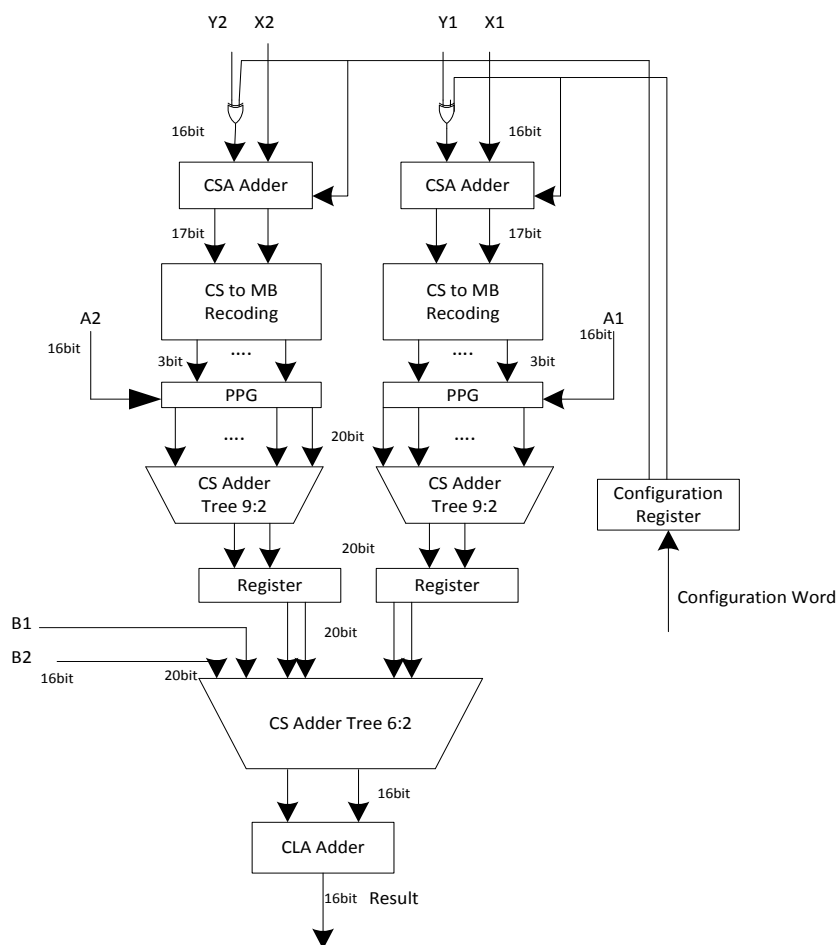 Y2 X2 Y1 X1
16bit 16bit
CSA Adder CSA Adder
17bit 17bit
CS to MB
Recoding
CS to MB
Recoding
A2 A1
16bit 16bit
.... ....
3bit 3bit
PPG PPG
.... 20bit ....
CS Adder
Tree 9:2
CS Adder
Tree 9:2
Configuration
Register
20bit
Register Register
Configuration Word
B1
20bit
B2
16bit 20bit
CS Adder Tree 6:2
16bit
CLA Adder
16bit Result